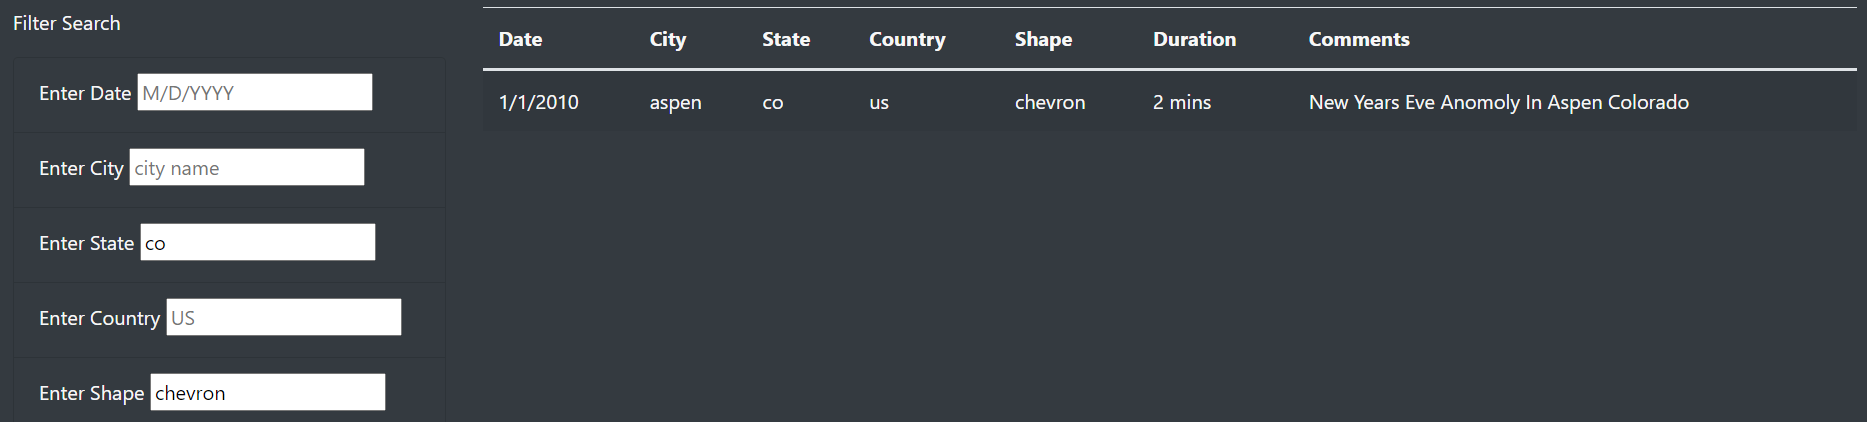 Filter Search
Enter Date M/D/YYYY
Enter City city name
Enter State co
Enter Country US
Enter Shape chevron
Date City State Country Shape Duration Comments
1/1/2010 aspen co us chevron 2 mins New Years Eve Anomoly In Aspen Colorado